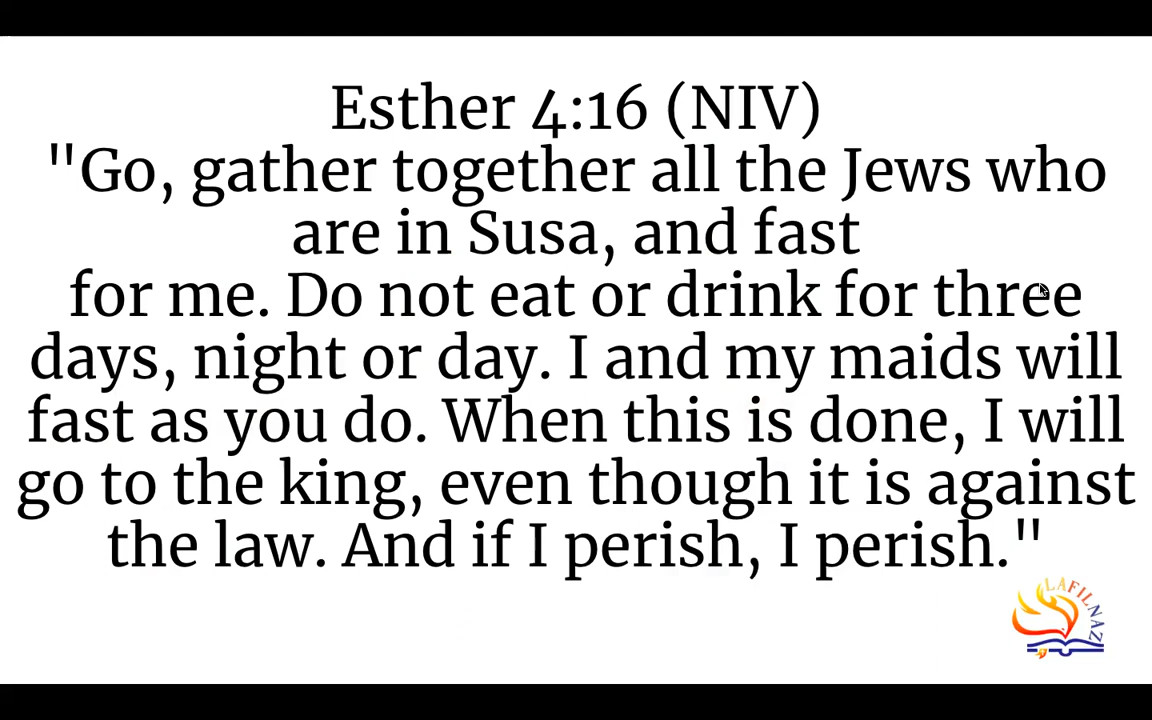 Esther 4:16 (NIV)
"Go, gather together all the Jews who
are in Susa, and fast
for me. Do not eat or drink for three
days, night or day. I and my maids will
fast as you do. When this is done, I will
go to the king, even though it is against
the law. And if I perish, I perish."
LAFILNAZ